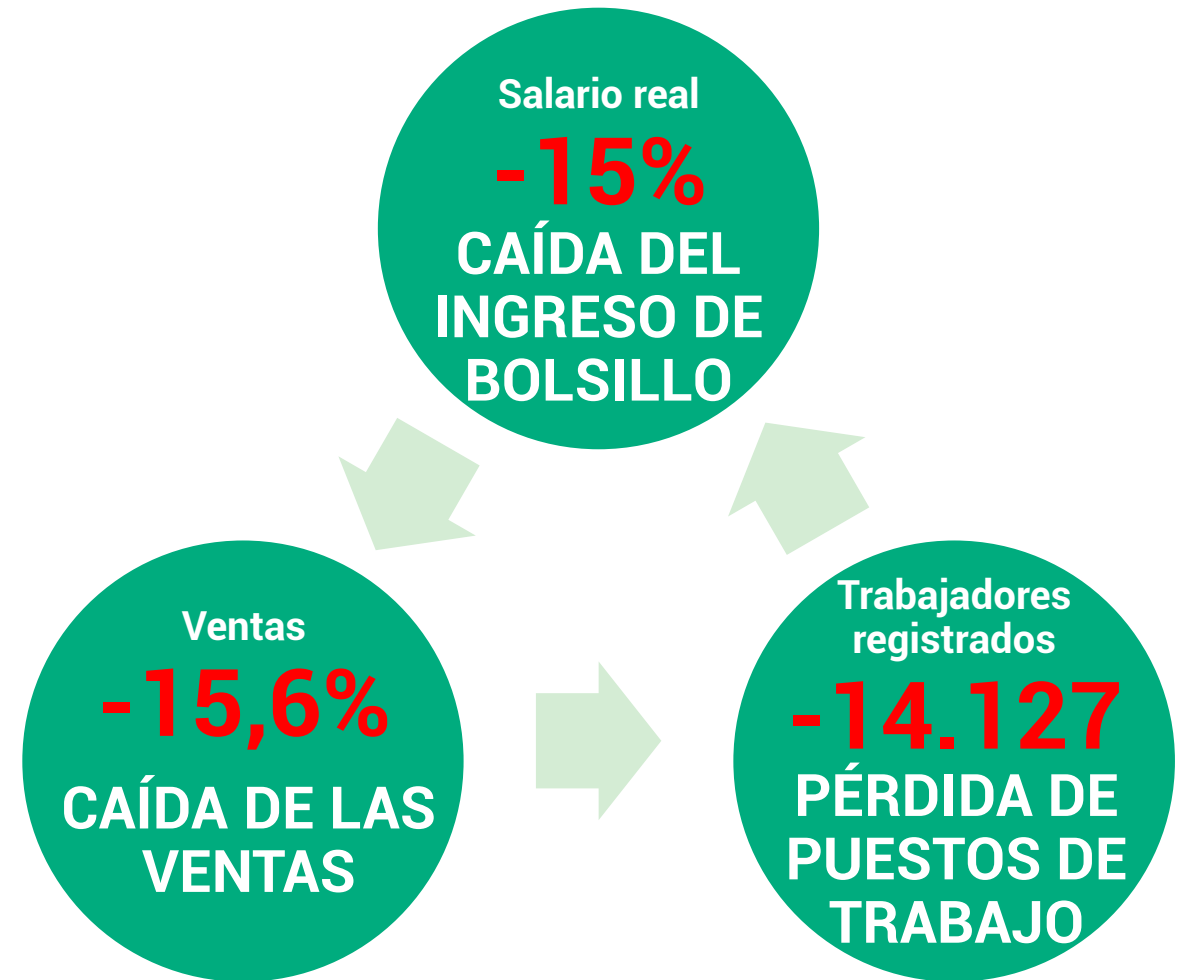 Salario real
-15%
CAÍDA DEL
INGRESO DE
BOLSILLO
Ventas
-15,6%
CAÍDA DE LAS
VENTAS
Trabajadores
registrados
-14.127
PÉRDIDA DE
PUESTOS DE
TRABAJO